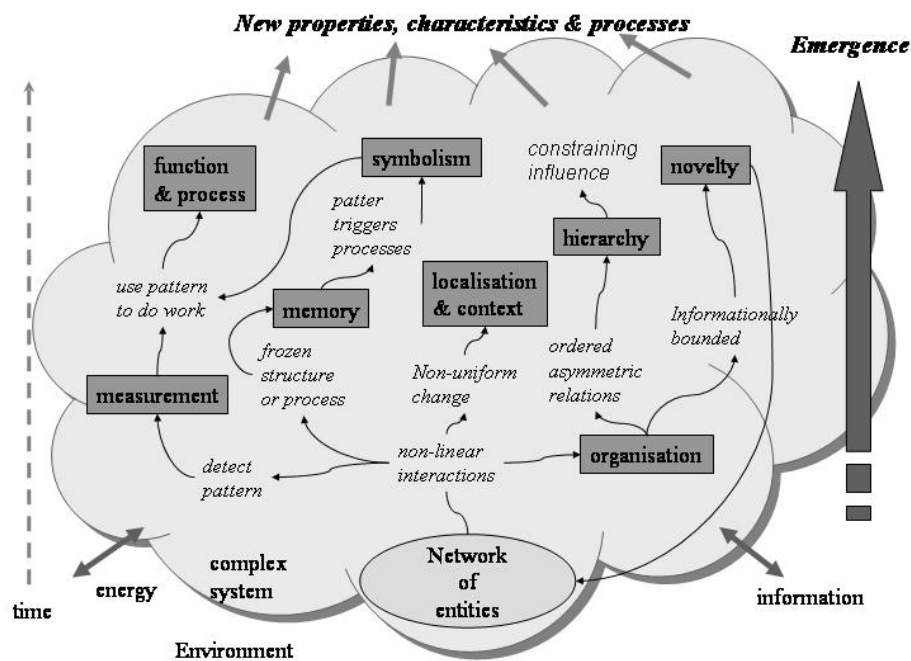 New properties, characteristics & processes
Emergence
function
& process
symbolism
constraining
influence
novelty
patter
triggers
processes
hierarchy
use pattern
to do work
memory
localisation
& context
Informationally
bounded
frozen
structure
or process
Non-uniform
change
ordered
asymmetric
relations
measurement
detect
pattern
non-linear
interactions
organisation
Network
of
entities
complex
system
energy
time
information
Environment